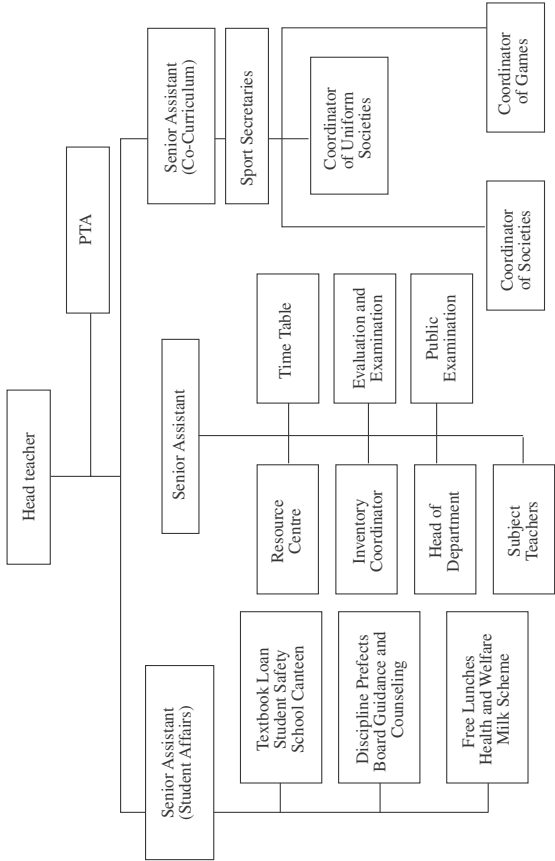 Head teacher
PTA
Senior Assistant
(Student Affairs)
Senior Assistant
Senior Assistant
(Co-Curriculum)
Textbook Loan
Student Safety
School Canteen
Discipline Prefects
Board Guidance and
Counseling
Free Lunches
Health and Welfare
Milk Scheme
Resource
Centre
Time Table
Inventory
Coordinator
Evaluation and
Examination
Head of
Department
Public
Examination
Subject
Teachers
Sport Secretaries
Coordinator
of Uniform
Societies
Coordinator
of Societies
Coordinator
of Games